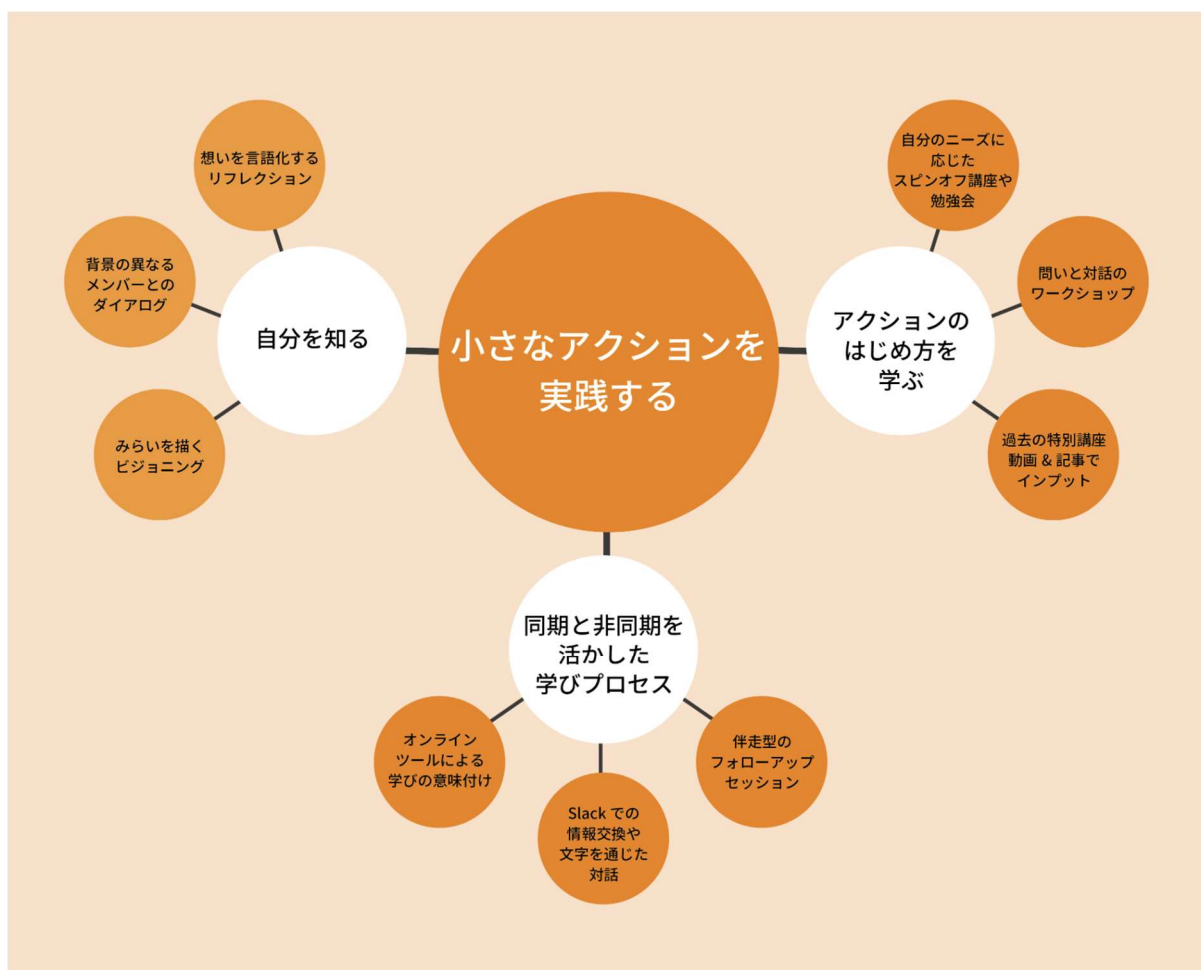 小さなアクションを
実践する
自分を知る
想いを言語化する
リフレクション
背景の異なる
メンバーとの
ダイアログ
みらいを描く
ビジョニング
アクションの
はじめ方を
学ぶ
自分のニーズに
応じた
スピンオフ講座や
勉強会
問いと対話の
ワークショップ
過去の特別講座
動画 & 記事で
インプット
同期と非同期を
活かした
学びプロセス
オンライン
ツールによる
学びの意味付け
Slack での
情報交換や
文字を通じた
対話
伴走型の
フォローアップ
セッション